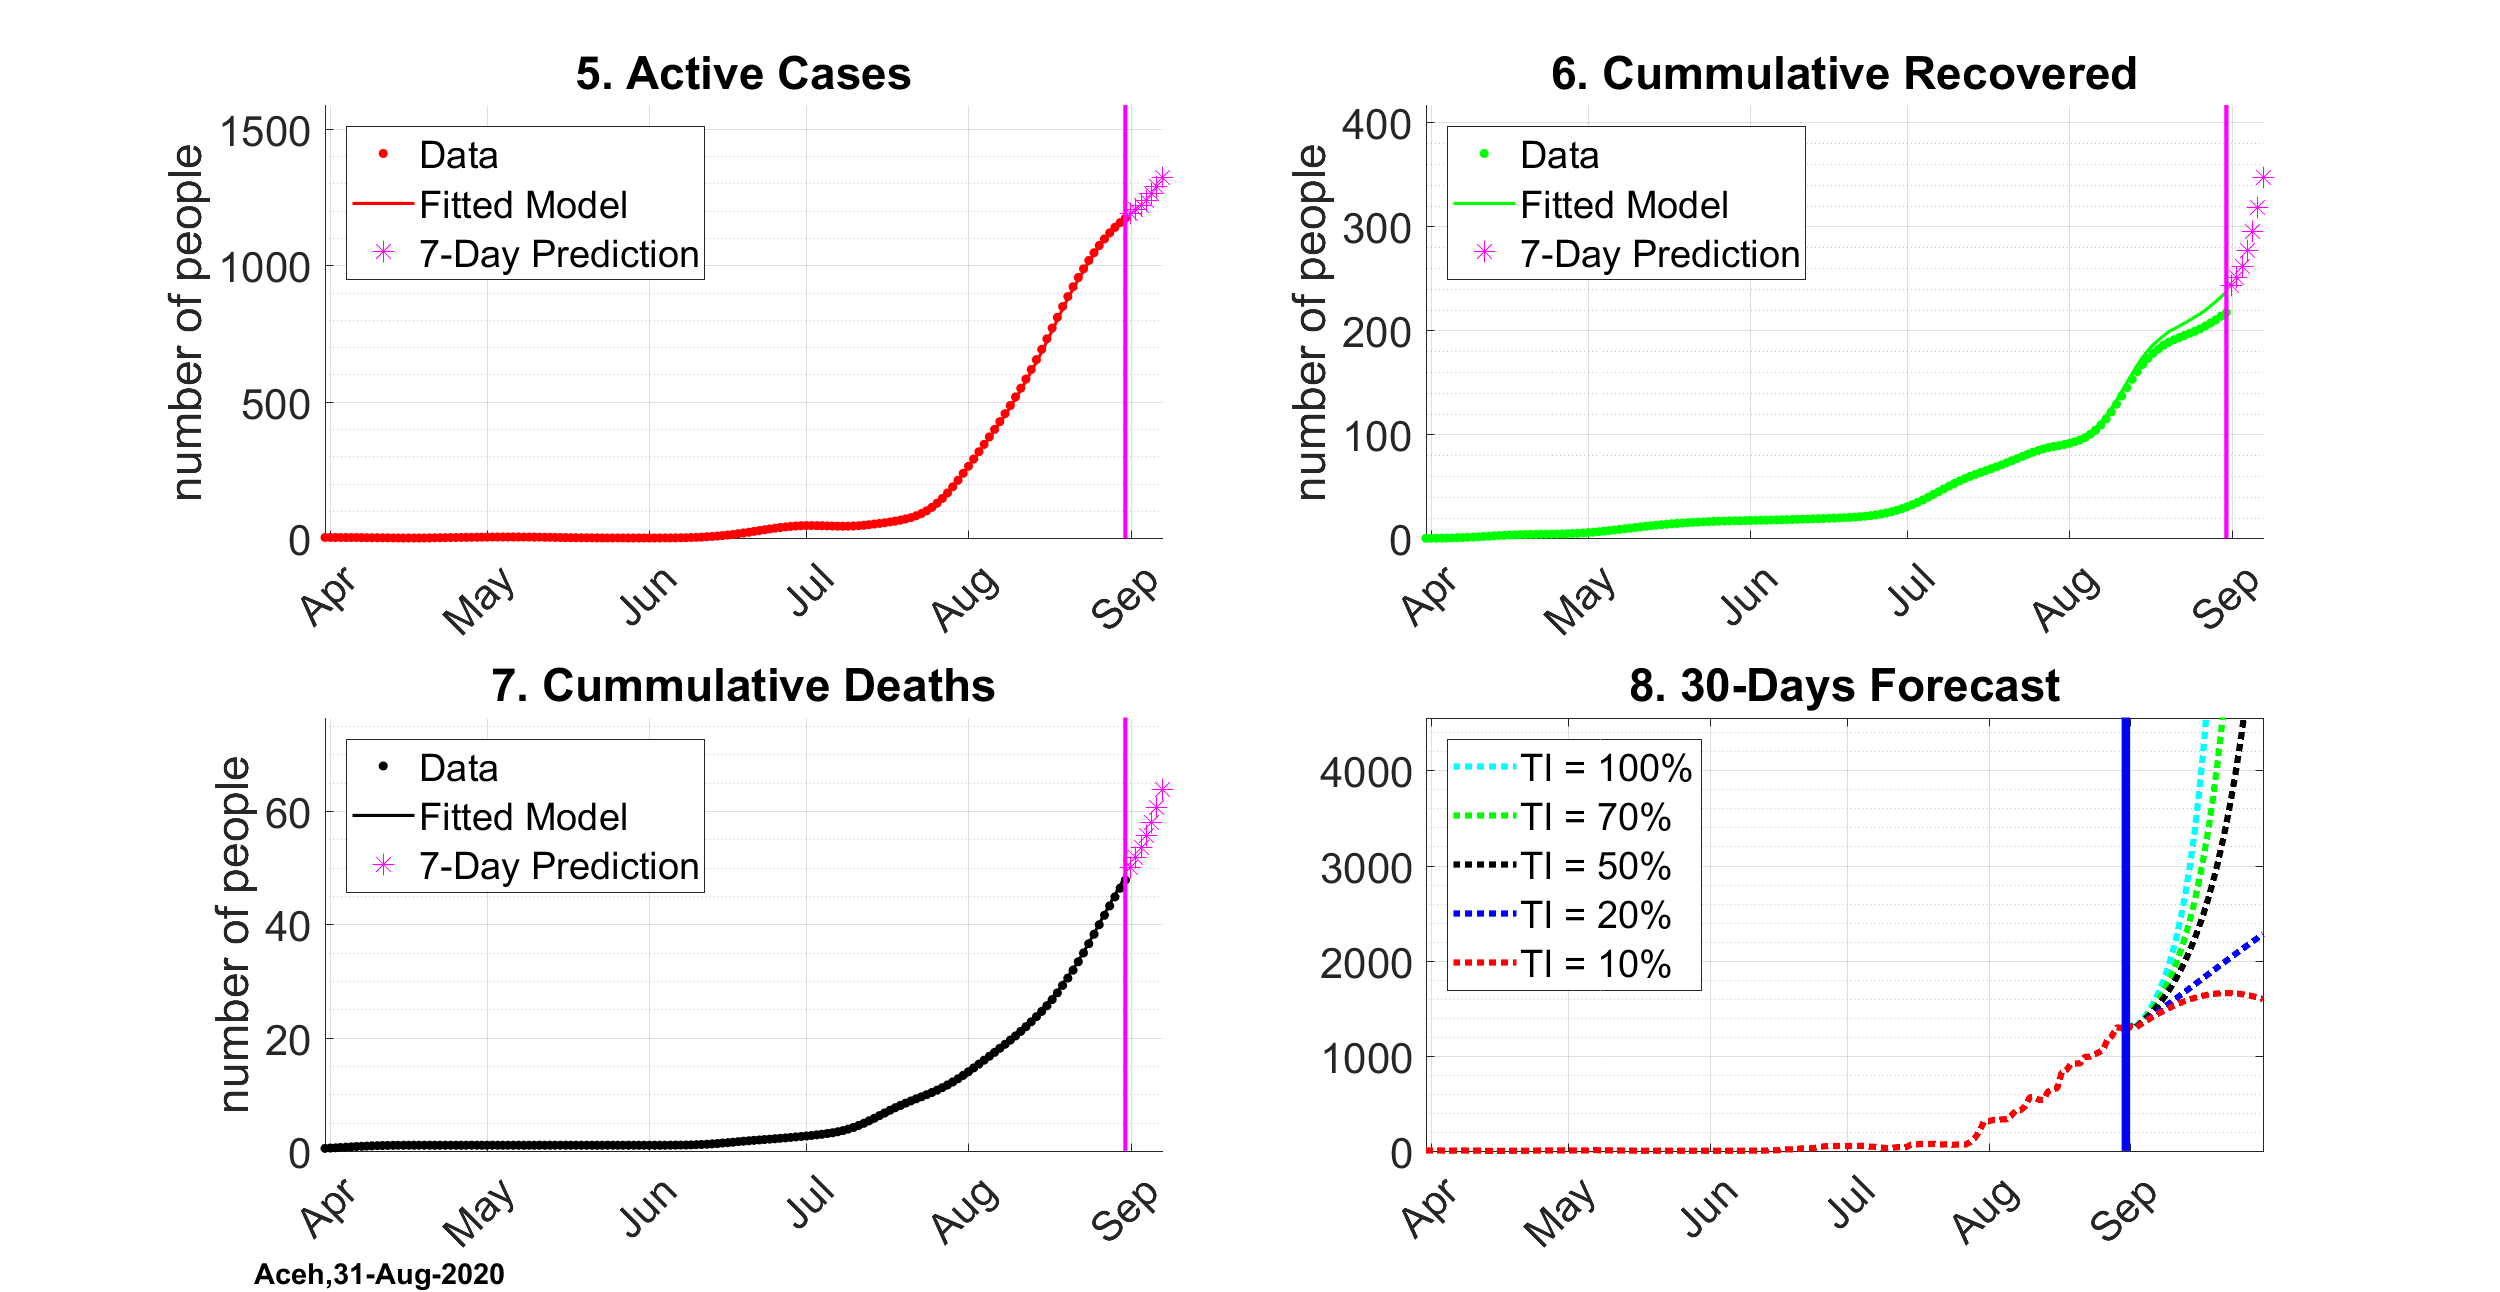 5. Active Cases
number of people
1500
1000
500
0
Data
Fitted Model
7-Day Prediction
Apr
May
Jun
Jul
Aug
Sep
6. Cummulative Recovered
number of people
400
300
200
100
0
Data
Fitted Model
7-Day Prediction
Apr
May
Jun
Jul
Aug
Sep
7. Cummulative Deaths
number of people
60
40
20
0
Data
Fitted Model
7-Day Prediction
Apr
May
Jun
Jul
Aug
Sep
8. 30-Days Forecast
4000
3000
2000
1000
0
TI = 100%
TI = 70%
TI = 50%
TI = 20%
TI = 10%
Apr
May
Jun
Jul
Aug
Sep
Aceh,31-Aug-2020